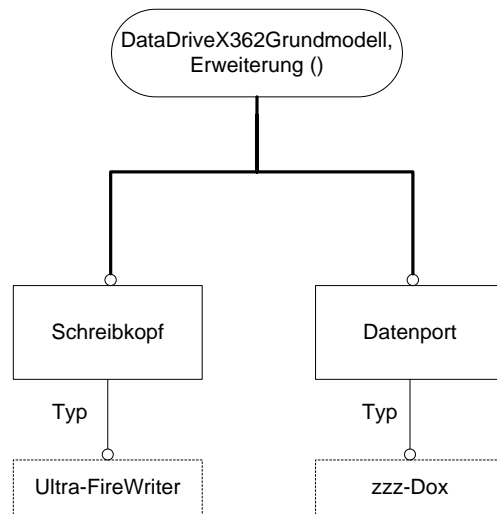 DataDriveX362Grundmodell,
Erweiterung ()
Schreibkopf
Datenport
Typ
Typ
Ultra-FireWriter
zzz-Dox